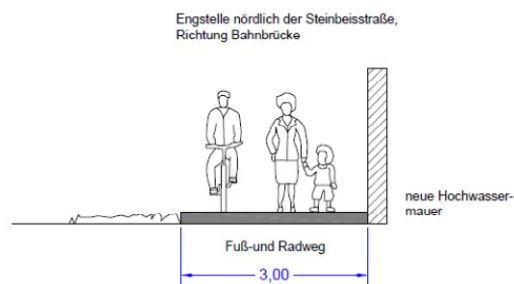 Engstelle nördlich der Steinbeisstraße,
Richtung Bahnbrücke
neue Hochwasser-
mauer
Fuß-und Radweg
3,00